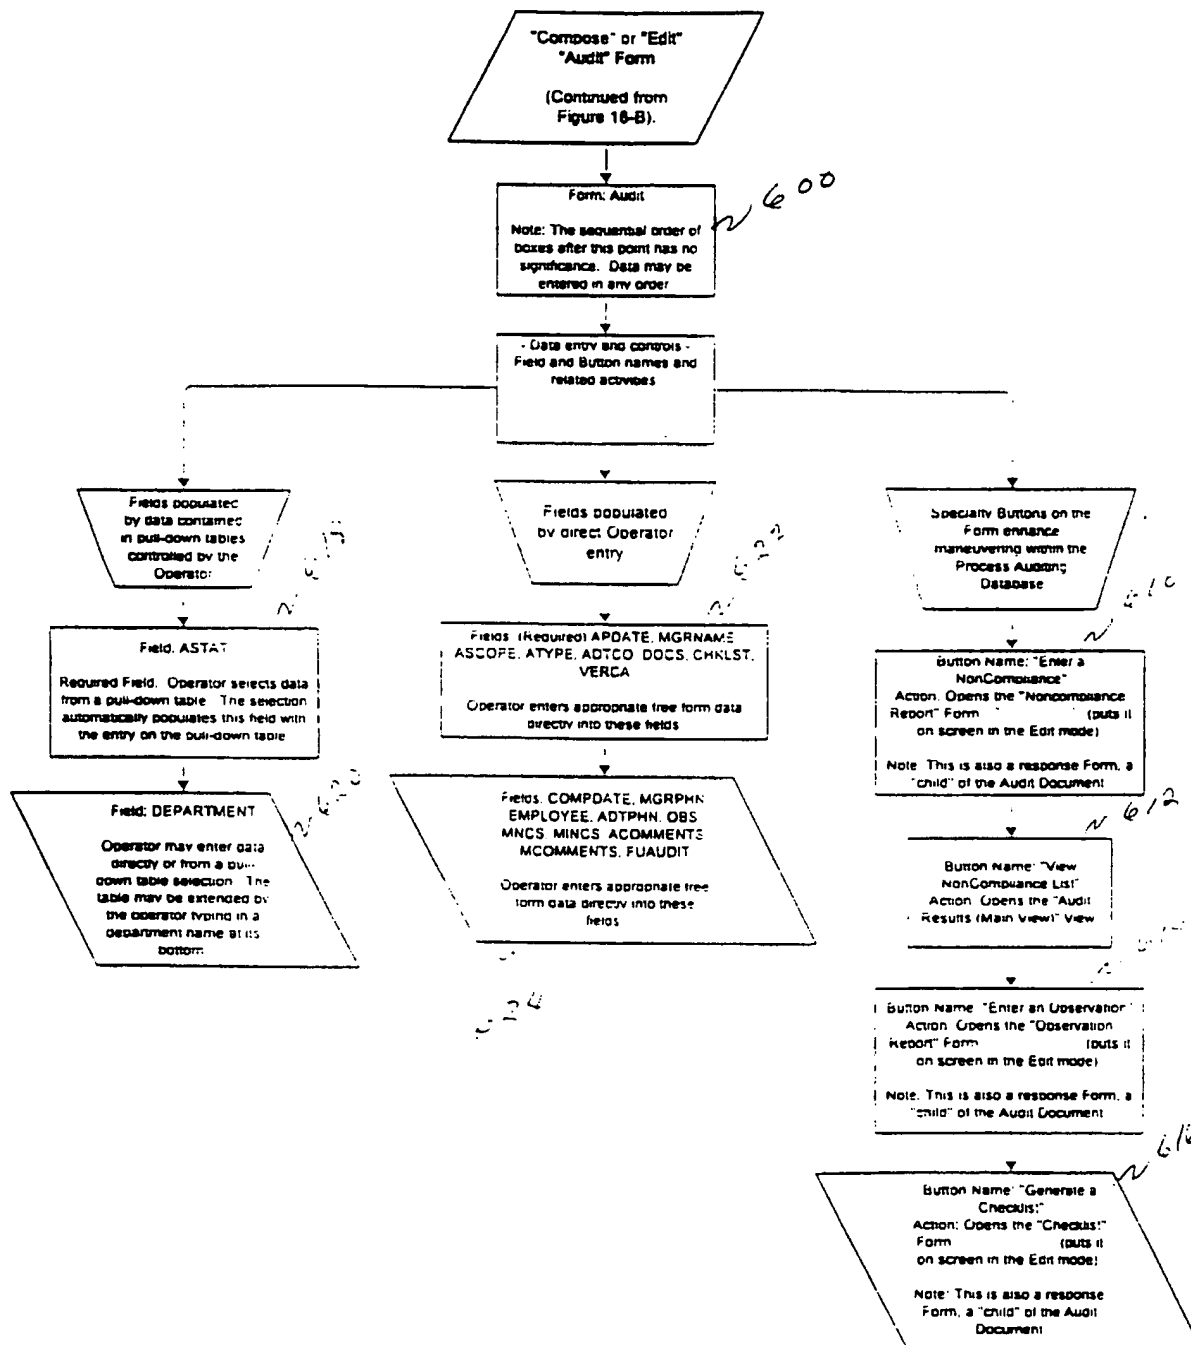 "Compose" or "Edit"
"Audit" Form
(Continued from
Figure 16-B).
Form: Audit
Note: The sequential order of
boxes after this point has no
significance. Data may be
entered in any order
600
- Data entry and controls -
Field and Button names and
related activities
Fields populated
by data contained
in pull-down tables
controlled by the
Operator
Field: ASTAT
Required Field. Operator selects data
from a pull-down table The selection
automatically populates this field with
the entry on the pull-down table
Field: DEPARTMENT
Operator may enter data
directly or from a pull-
down table selection. The
table may be extended by
the operator typing in a
department name at its
bottom
620
Fields populated
by direct Operator
entry
622
Fields: (Required) APDATE, MGRNAME
ASCOPE, ATYPE, ADTCO, DOCS, CHKLST,
VERCA
Operator enters appropriate free form data
directly into these fields
Fields: COMPDATE, MGRPHN
EMPLOYEE, ADTPHN, OBS
MNCS, MINCS, ACOMMENTS
MCOMMENTS, FUAUDIT
Operator enters appropriate free
form data directly into these
fields
Specialty Buttons on the
Form enhance
maneuvering within the
Process Auditing
Database
610
Button Name: "Enter a
NonCompliance"
Action: Opens the "Noncompliance
Report" Form (puts it
on screen in the Edit mode)
Note: This is also a response Form, a
"child" of the Audit Document
612
Button Name: "View
NonCompliance List"
Action: Opens the "Audit
Results (Main View)" View
Button Name: "Enter an Observation"
Action: Opens the "Observation
Report" Form (puts it
on screen in the Edit mode)
Note: This is also a response Form, a
"child" of the Audit Document
616
Button Name: "Generate a
Checklist"
Action: Opens the "Checklist"
Form (puts it
on screen in the Edit mode)
Note: This is also a response
Form, a "child" of the Audit
Document